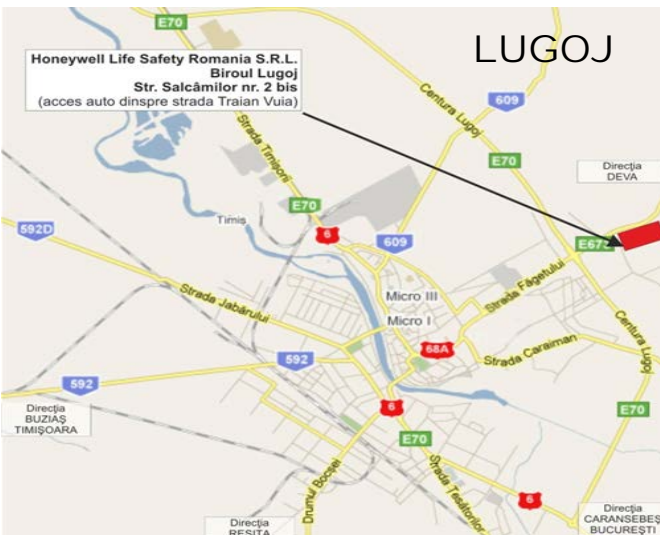 E70
LUGOJ
Honeywell Life Safety Romania S.R.L.
Biroul Lugoj
Str. Salcâmilor nr. 2 bis
(acces auto dinspre strada Traian Vuia)
Centura Lugoj
609
Strada Timișorii
E70
Direcția
DEVA
E70
592D
Timiș
6
609
E673
Strada Făgetului
Micro III
Micro I
Strada Jabărului
68A
Strada Caraiman
Centura Lugoj
592
592
Direcția
BUZIAȘ
TIMIȘOARA
6
E70
E70
Drumul Bocșei
Strada Țesătorilor
6
Direcția
REȘIȚA
Direcția
CARANSEBEȘ
BUCUREȘTI